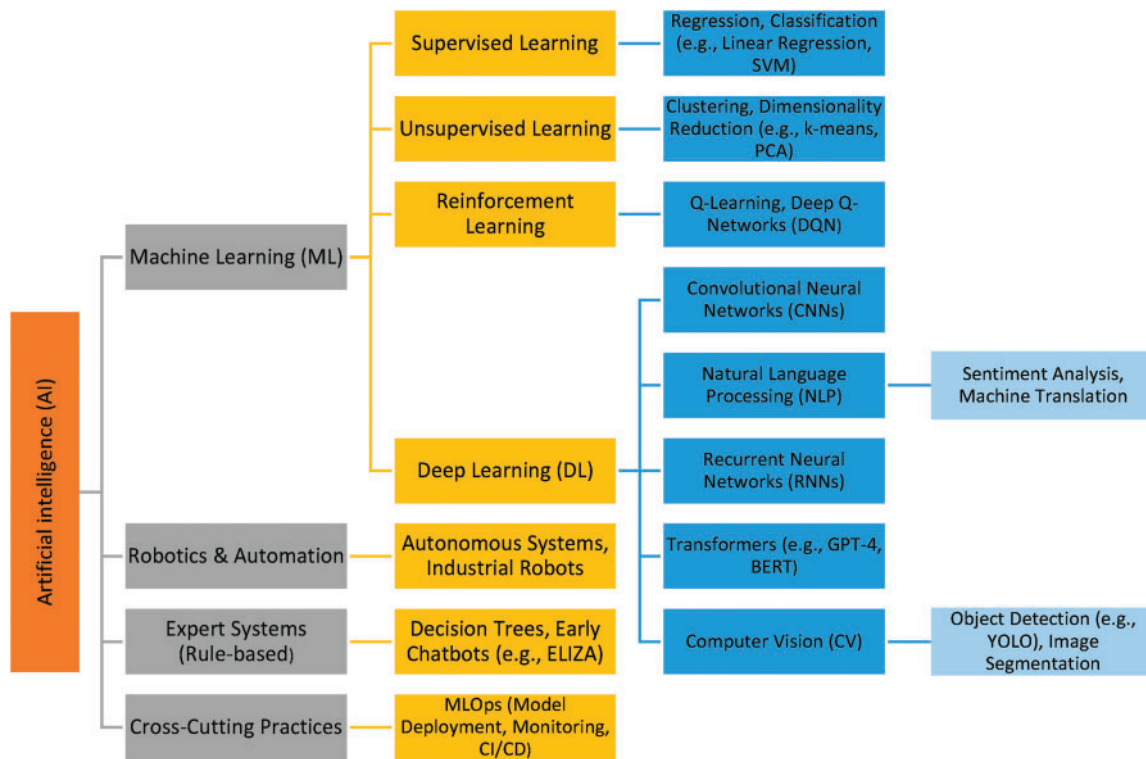 Artificial intelligence (AI)
Machine Learning (ML)
Supervised Learning
Regression, Classification
(e.g., Linear Regression,
SVM)
Unsupervised Learning
Clustering, Dimensionality
Reduction (e.g., k-means,
PCA)
Reinforcement
Learning
Q-Learning, Deep Q-
Networks (DQN)
Deep Learning (DL)
Convolutional Neural
Networks (CNNs)
Natural Language
Processing (NLP)
Sentiment Analysis,
Machine Translation
Recurrent Neural
Networks (RNNs)
Transformers (e.g., GPT-4,
BERT)
Computer Vision (CV)
Object Detection (e.g.,
YOLO), Image
Segmentation
Robotics & Automation
Autonomous Systems,
Industrial Robots
Expert Systems
(Rule-based)
Decision Trees, Early
Chatbots (e.g., ELIZA)
Cross-Cutting Practices
MLOps (Model
Deployment, Monitoring,
CI/CD)